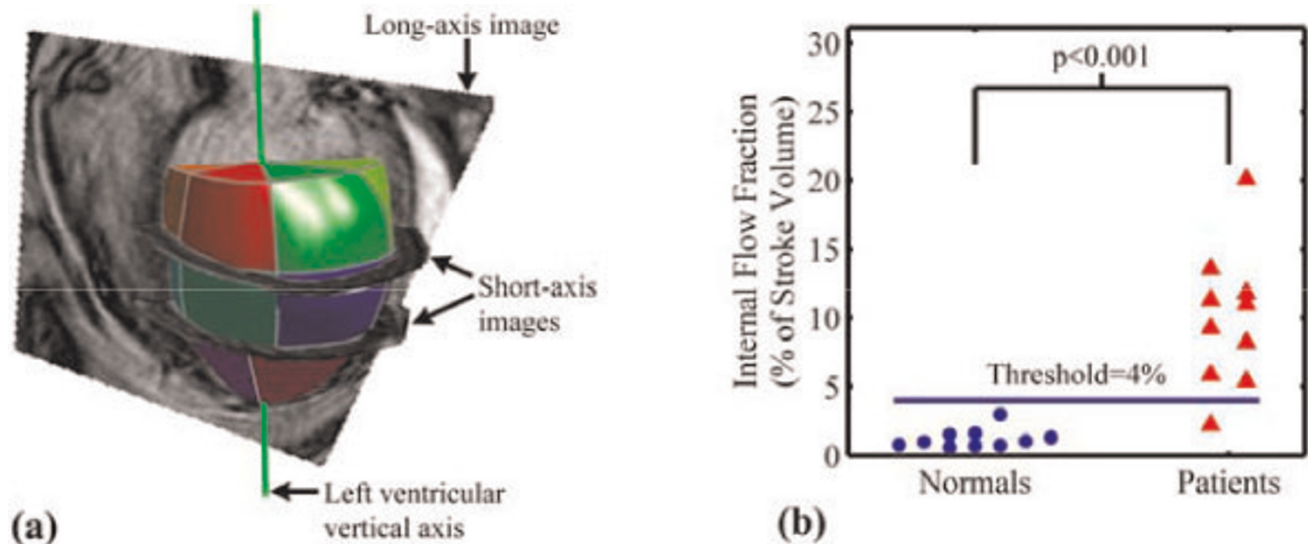 Long-axis image
Short-axis
images
Left ventricular
vertical axis
(a)
Internal Flow Fraction
(% of Stroke Volume)
30
25
20
15
10
5
0
p<0.001
Threshold=4%
Normals
Patients
(b)